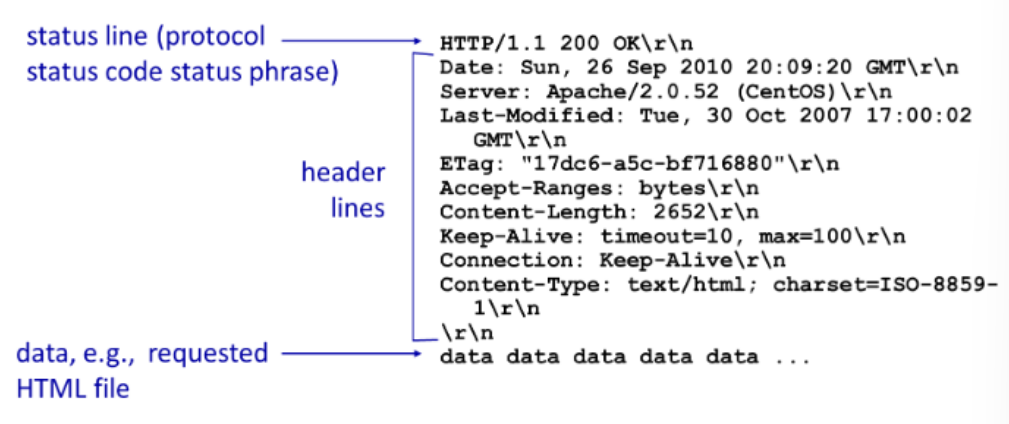 status line (protocol
status code status phrase)
header
lines
data, e.g., requested
HTML file
HTTP/1.1 200 OK\r\n
Date: Sun, 26 Sep 2010 20:09:20 GMT\r\n
Server: Apache/2.0.52 (CentOS)\r\n
Last-Modified: Tue, 30 Oct 2007 17:00:02
GMT\r\n
ETag: "17dc6-a5c-bf716880"\r\n
Accept-Ranges: bytes\r\n
Content-Length: 2652\r\n
Keep-Alive: timeout=10, max=100\r\n
Connection: Keep-Alive\r\n
Content-Type: text/html; charset=ISO-8859-
1\r\n
\r\n
data data data data data ...